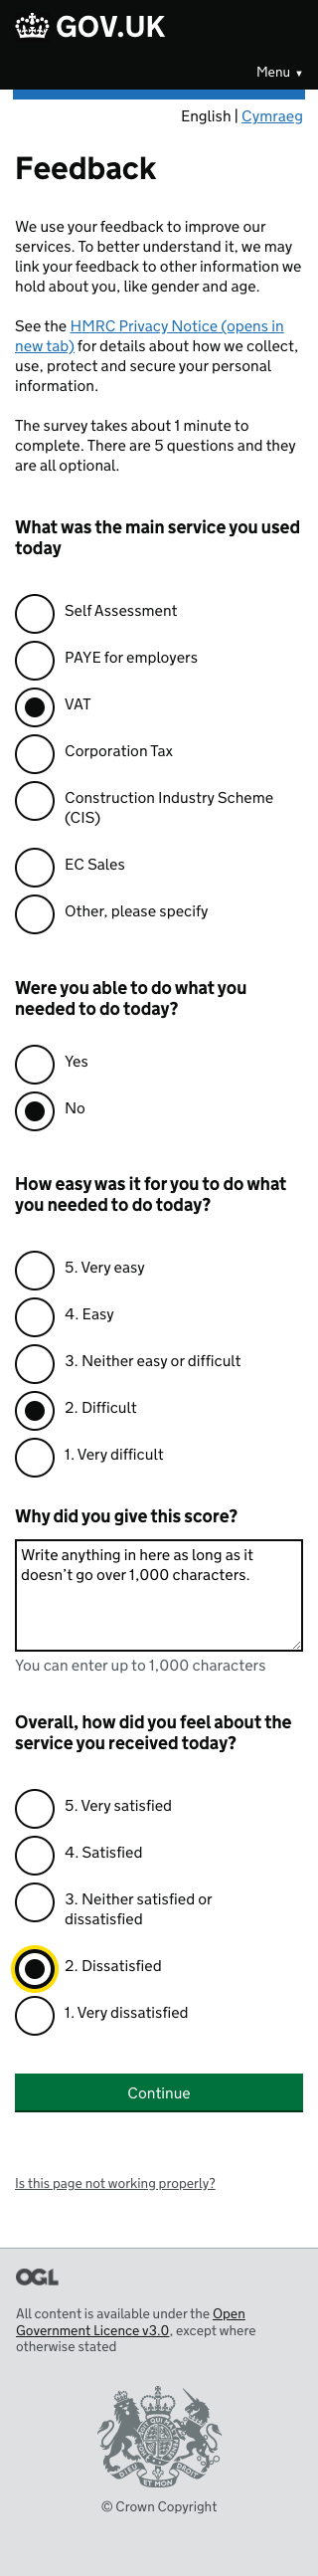 GOV.UK
Menu ▼
English | Cymraeg
Feedback
We use your feedback to improve our
services. To better understand it, we may
link your feedback to other information we
hold about you, like gender and age.
See the HMRC Privacy Notice (opens in
new tab) for details about how we collect,
use, protect and secure your personal
information.
The survey takes about 1 minute to
complete. There are 5 questions and they
are all optional.
What was the main service you used
today
Self Assessment
PAYE for employers
VAT
Corporation Tax
Construction Industry Scheme
(CIS)
EC Sales
Other, please specify
Were you able to do what you
needed to do today?
Yes
No
How easy was it for you to do what
you needed to do today?
5. Very easy
4. Easy
3. Neither easy or difficult
2. Difficult
1. Very difficult
Why did you give this score?
Write anything in here as long as it
doesn't go over 1,000 characters.
You can enter up to 1,000 characters
Overall, how did you feel about the
service you received today?
5. Very satisfied
4. Satisfied
3. Neither satisfied or
dissatisfied
2. Dissatisfied
1. Very dissatisfied
Continue
Is this page not working properly?
OGL
All content is available under the Open
Government Licence v3.0, except where
otherwise stated
DIEU ET MON
© Crown Copyright